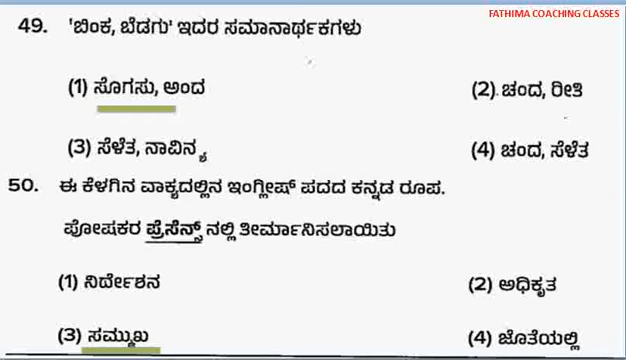 FATHIMA COACHING CLASSES
49. 'ಬಿಂಕ, ಬೆಡಗು' ಇದರ ಸಮಾನಾರ್ಥಕಗಳು
(1) ಸೊಗಸು, ಅಂದ (2) ಚಂದ, ರೀತಿ
(3) ಸೆಳೆತ, ನಾವಿನ್ಯ (4) ಚಂದ, ಸೆಳೆತ
50. ಈ ಕೆಳಗಿನ ವಾಕ್ಯದಲ್ಲಿನ ಇಂಗ್ಲೀಷ್ ಪದದ ಕನ್ನಡ ರೂಪ.
ಪೋಷಕರ ಪ್ರೆಸೆನ್ಸ್ ನಲ್ಲಿ ತೀರ್ಮಾನಿಸಲಾಯಿತು
(1) ನಿರ್ದೇಶನ (2) ಅಧಿಕೃತ
(3) ಸಮ್ಮುಖ (4) ಜೊತೆಯಲ್ಲಿ